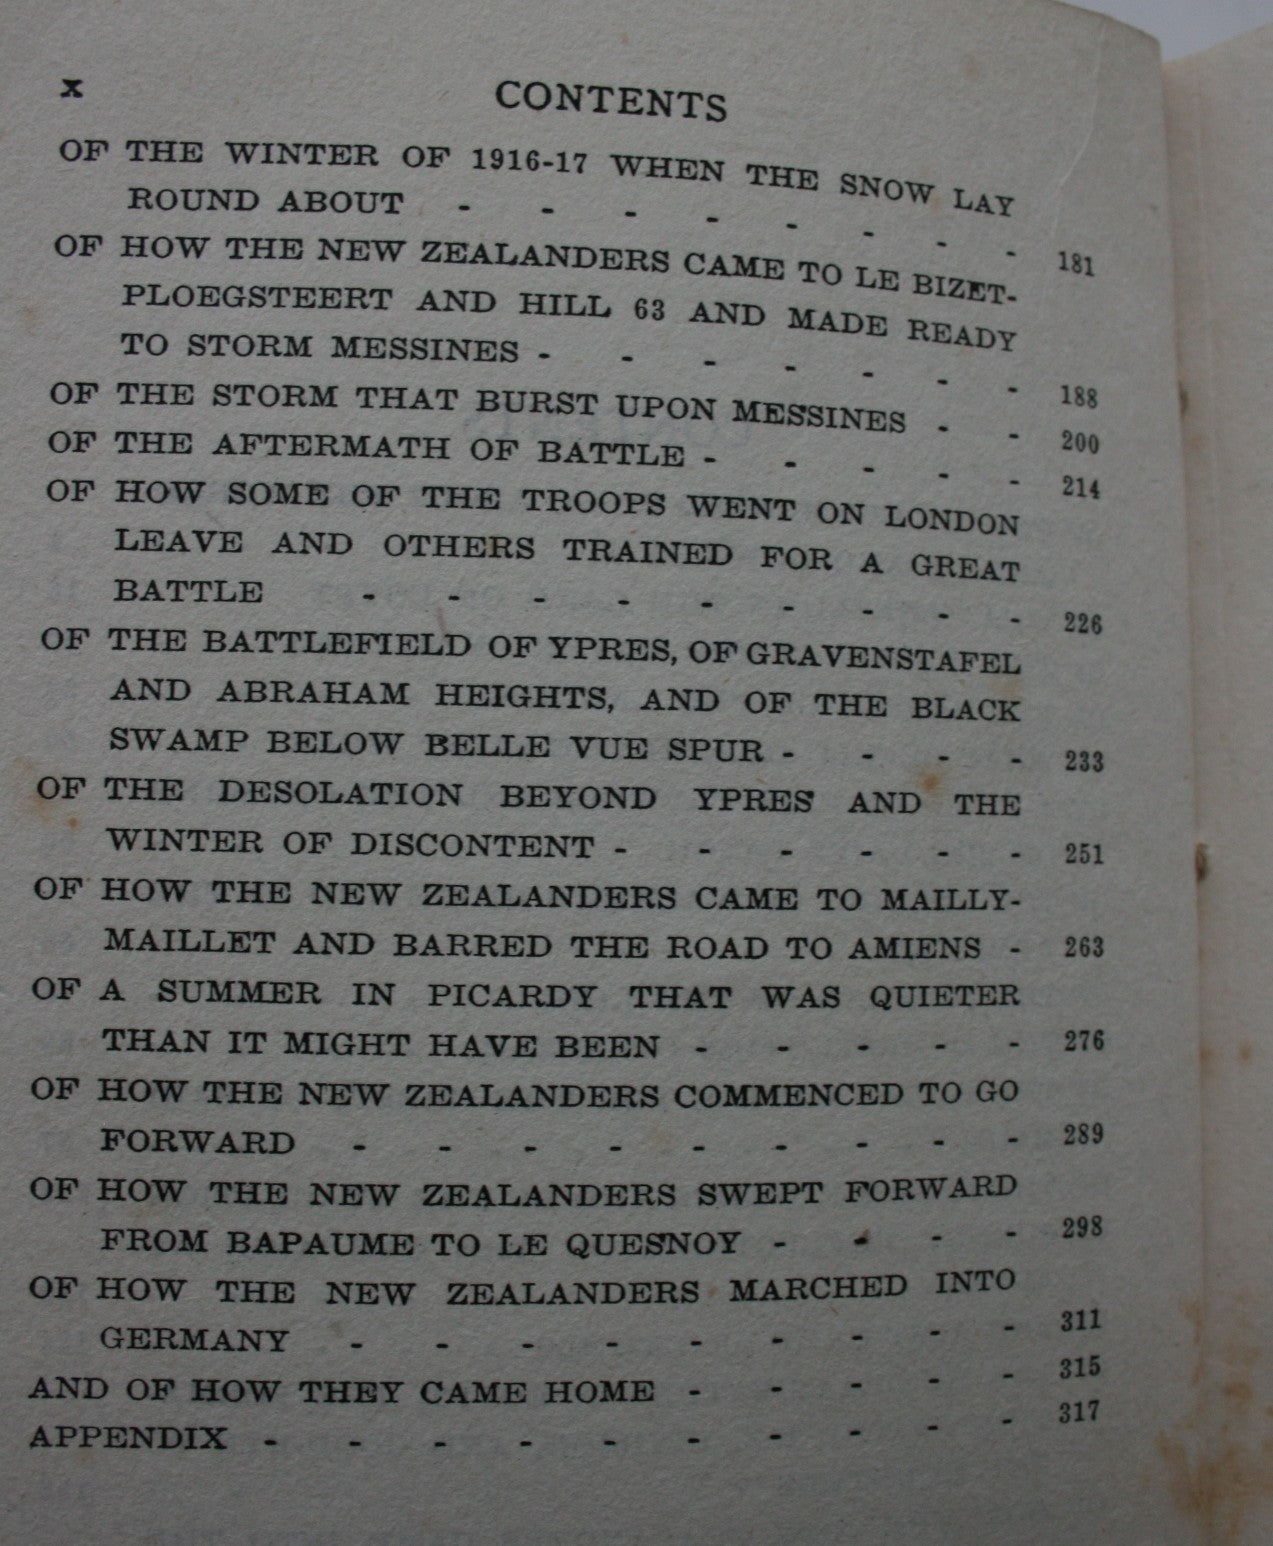 x CONTENTS
OF THE WINTER OF 1916-17 WHEN THE SNOW LAY
ROUND ABOUT - - - - - - - - 181
OF HOW THE NEW ZEALANDERS CAME TO LE BIZET-
PLOEGSTEERT AND HILL 63 AND MADE READY
TO STORM MESSINES - - - - - - - 188
OF THE STORM THAT BURST UPON MESSINES - - 200
OF THE AFTERMATH OF BATTLE - - - - - 214
OF HOW SOME OF THE TROOPS WENT ON LONDON
LEAVE AND OTHERS TRAINED FOR A GREAT
BATTLE - - - - - - - - - 226
OF THE BATTLEFIELD OF YPRES, OF GRAVENSTAFEL
AND ABRAHAM HEIGHTS, AND OF THE BLACK
SWAMP BELOW BELLE VUE SPUR - - - - 233
OF THE DESOLATION BEYOND YPRES AND THE
WINTER OF DISCONTENT - - - - - - 251
OF HOW THE NEW ZEALANDERS CAME TO MAILLY-
MAILLET AND BARRED THE ROAD TO AMIENS - 263
OF A SUMMER IN PICARDY THAT WAS QUIETER
THAN IT MIGHT HAVE BEEN - - - - - 276
OF HOW THE NEW ZEALANDERS COMMENCED TO GO
FORWARD - - - - - - - - - 289
OF HOW THE NEW ZEALANDERS SWEPT FORWARD
FROM BAPAUME TO LE QUESNOY - - - - 298
OF HOW THE NEW ZEALANDERS MARCHED INTO
GERMANY - - - - - - - - - 311
AND OF HOW THEY CAME HOME - - - - - 315
APPENDIX - - - - - - - - - - 317